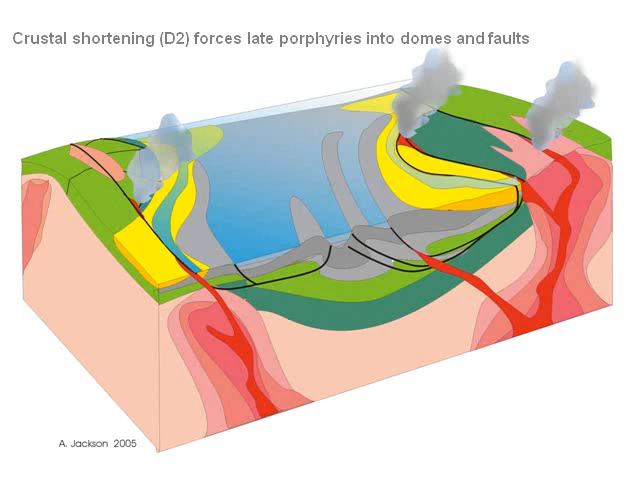 Crustal shortening (D2) forces late porphyries into domes and faults
A. Jackson 2005